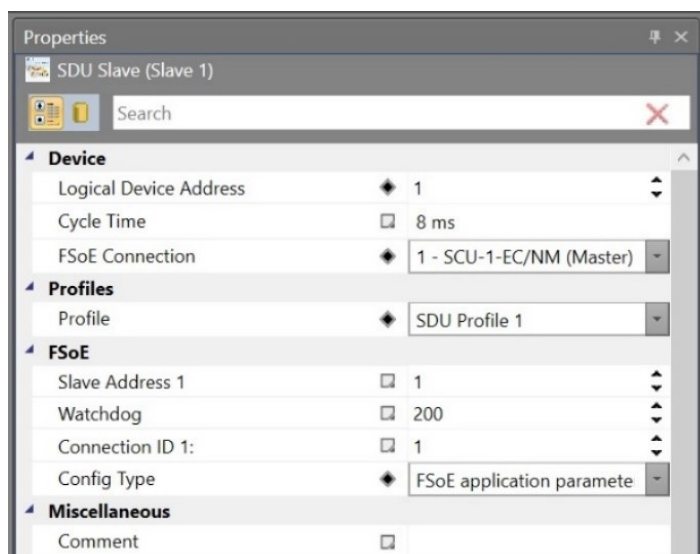 Properties
SDU Slave (Slave 1)
Search
Device
Logical Device Address 1
Cycle Time 8 ms
FSoE Connection 1 - SCU-1-EC/NM (Master)
Profiles
Profile SDU Profile 1
FSoE
Slave Address 1 1
Watchdog 200
Connection ID 1: 1
Config Type FSoE application paramete
Miscellaneous
Comment